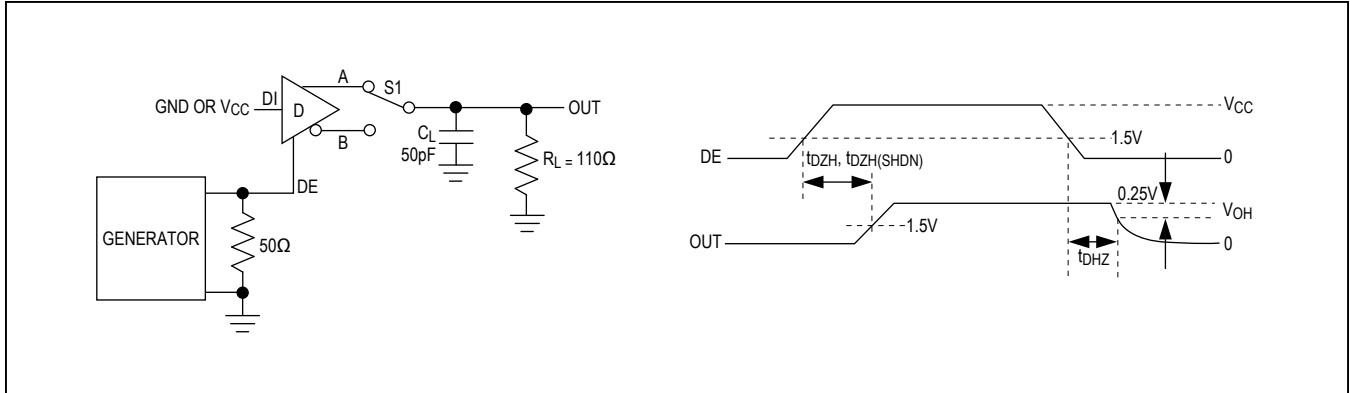 A
S1
GND OR VCC
DI
D
OUT
B
CL
50pF
RL = 110Ω
DE
GENERATOR
50Ω
VCC
1.5V
DE
0
tDZH, tDZH(SHDN)
0.25V
VOH
1.5V
OUT
0
tDHZ